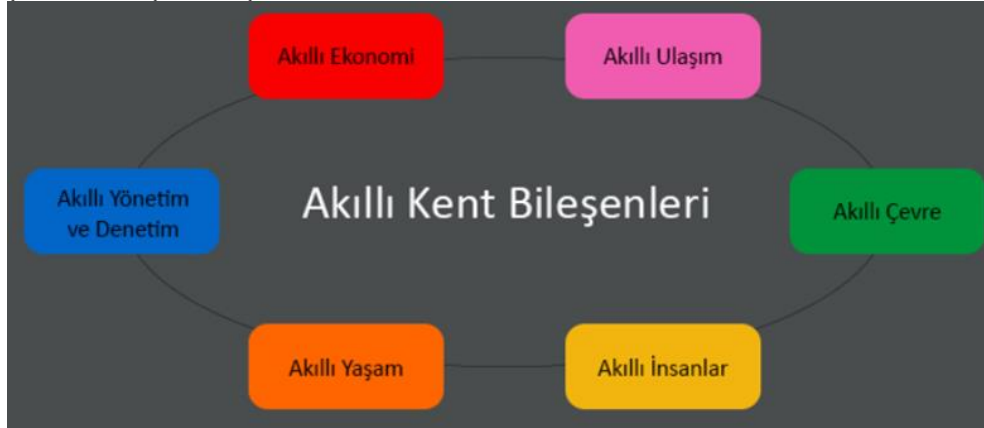 Akıllı Ekonomi
Akıllı Ulaşım
Akıllı Yönetim
ve Denetim
Akıllı Kent Bileşenleri
Akıllı Çevre
Akıllı Yaşam
Akıllı İnsanlar